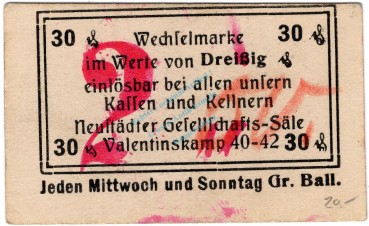 30 ₰ Wechselmarke 30 ₰
im Werte von Dreißig ₰
einlösbar bei allen unsern
Kassen und Kellnern
Neustädter Gesellschafts-Säle
30 ₰ Valentinskamp 40-42 30 ₰
Jeden Mittwoch und Sonntag Gr. Ball.
20.-